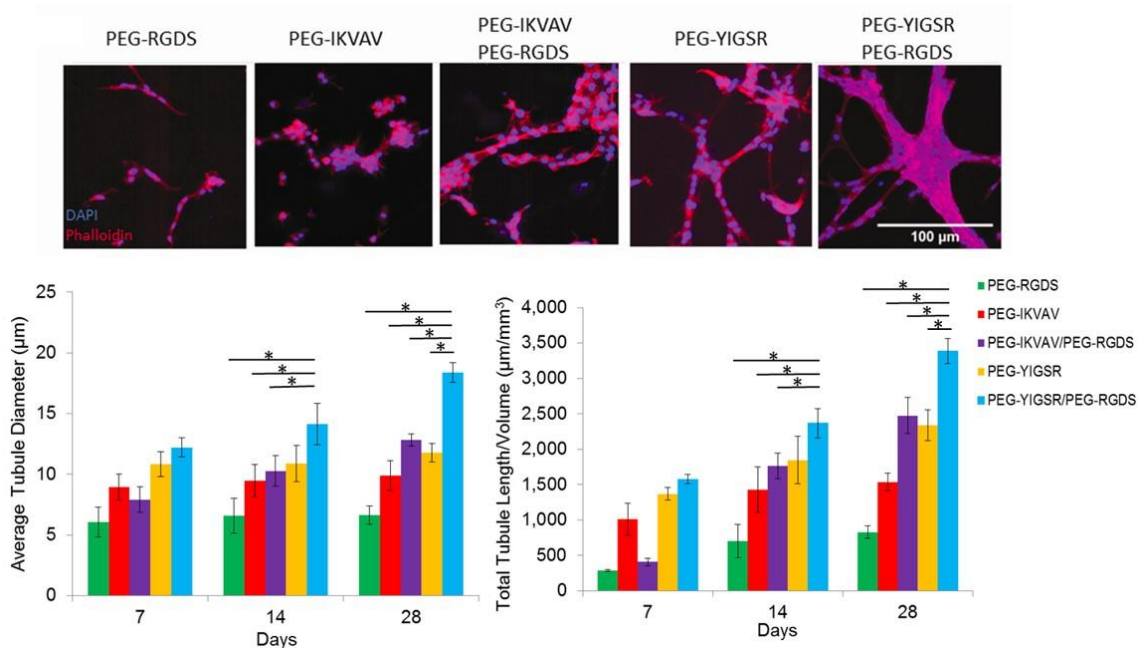 PEG-RGDS
PEG-IKVAV
PEG-IKVAV
PEG-RGDS
PEG-YIGSR
PEG-YIGSR
PEG-RGDS
DAPI
Phalloidin
100 μm
Average Tubule Diameter (μm)
25
20
15
10
5
0
* * *
* * * *
7 14 28
Days
Total Tubule Length/Volume (μm/mm³)
4,000
3,500
3,000
2,500
2,000
1,500
1,000
500
0
* * *
* * * *
7 14 28
Days
PEG-RGDS
PEG-IKVAV
PEG-IKVAV/PEG-RGDS
PEG-YIGSR
PEG-YIGSR/PEG-RGDS